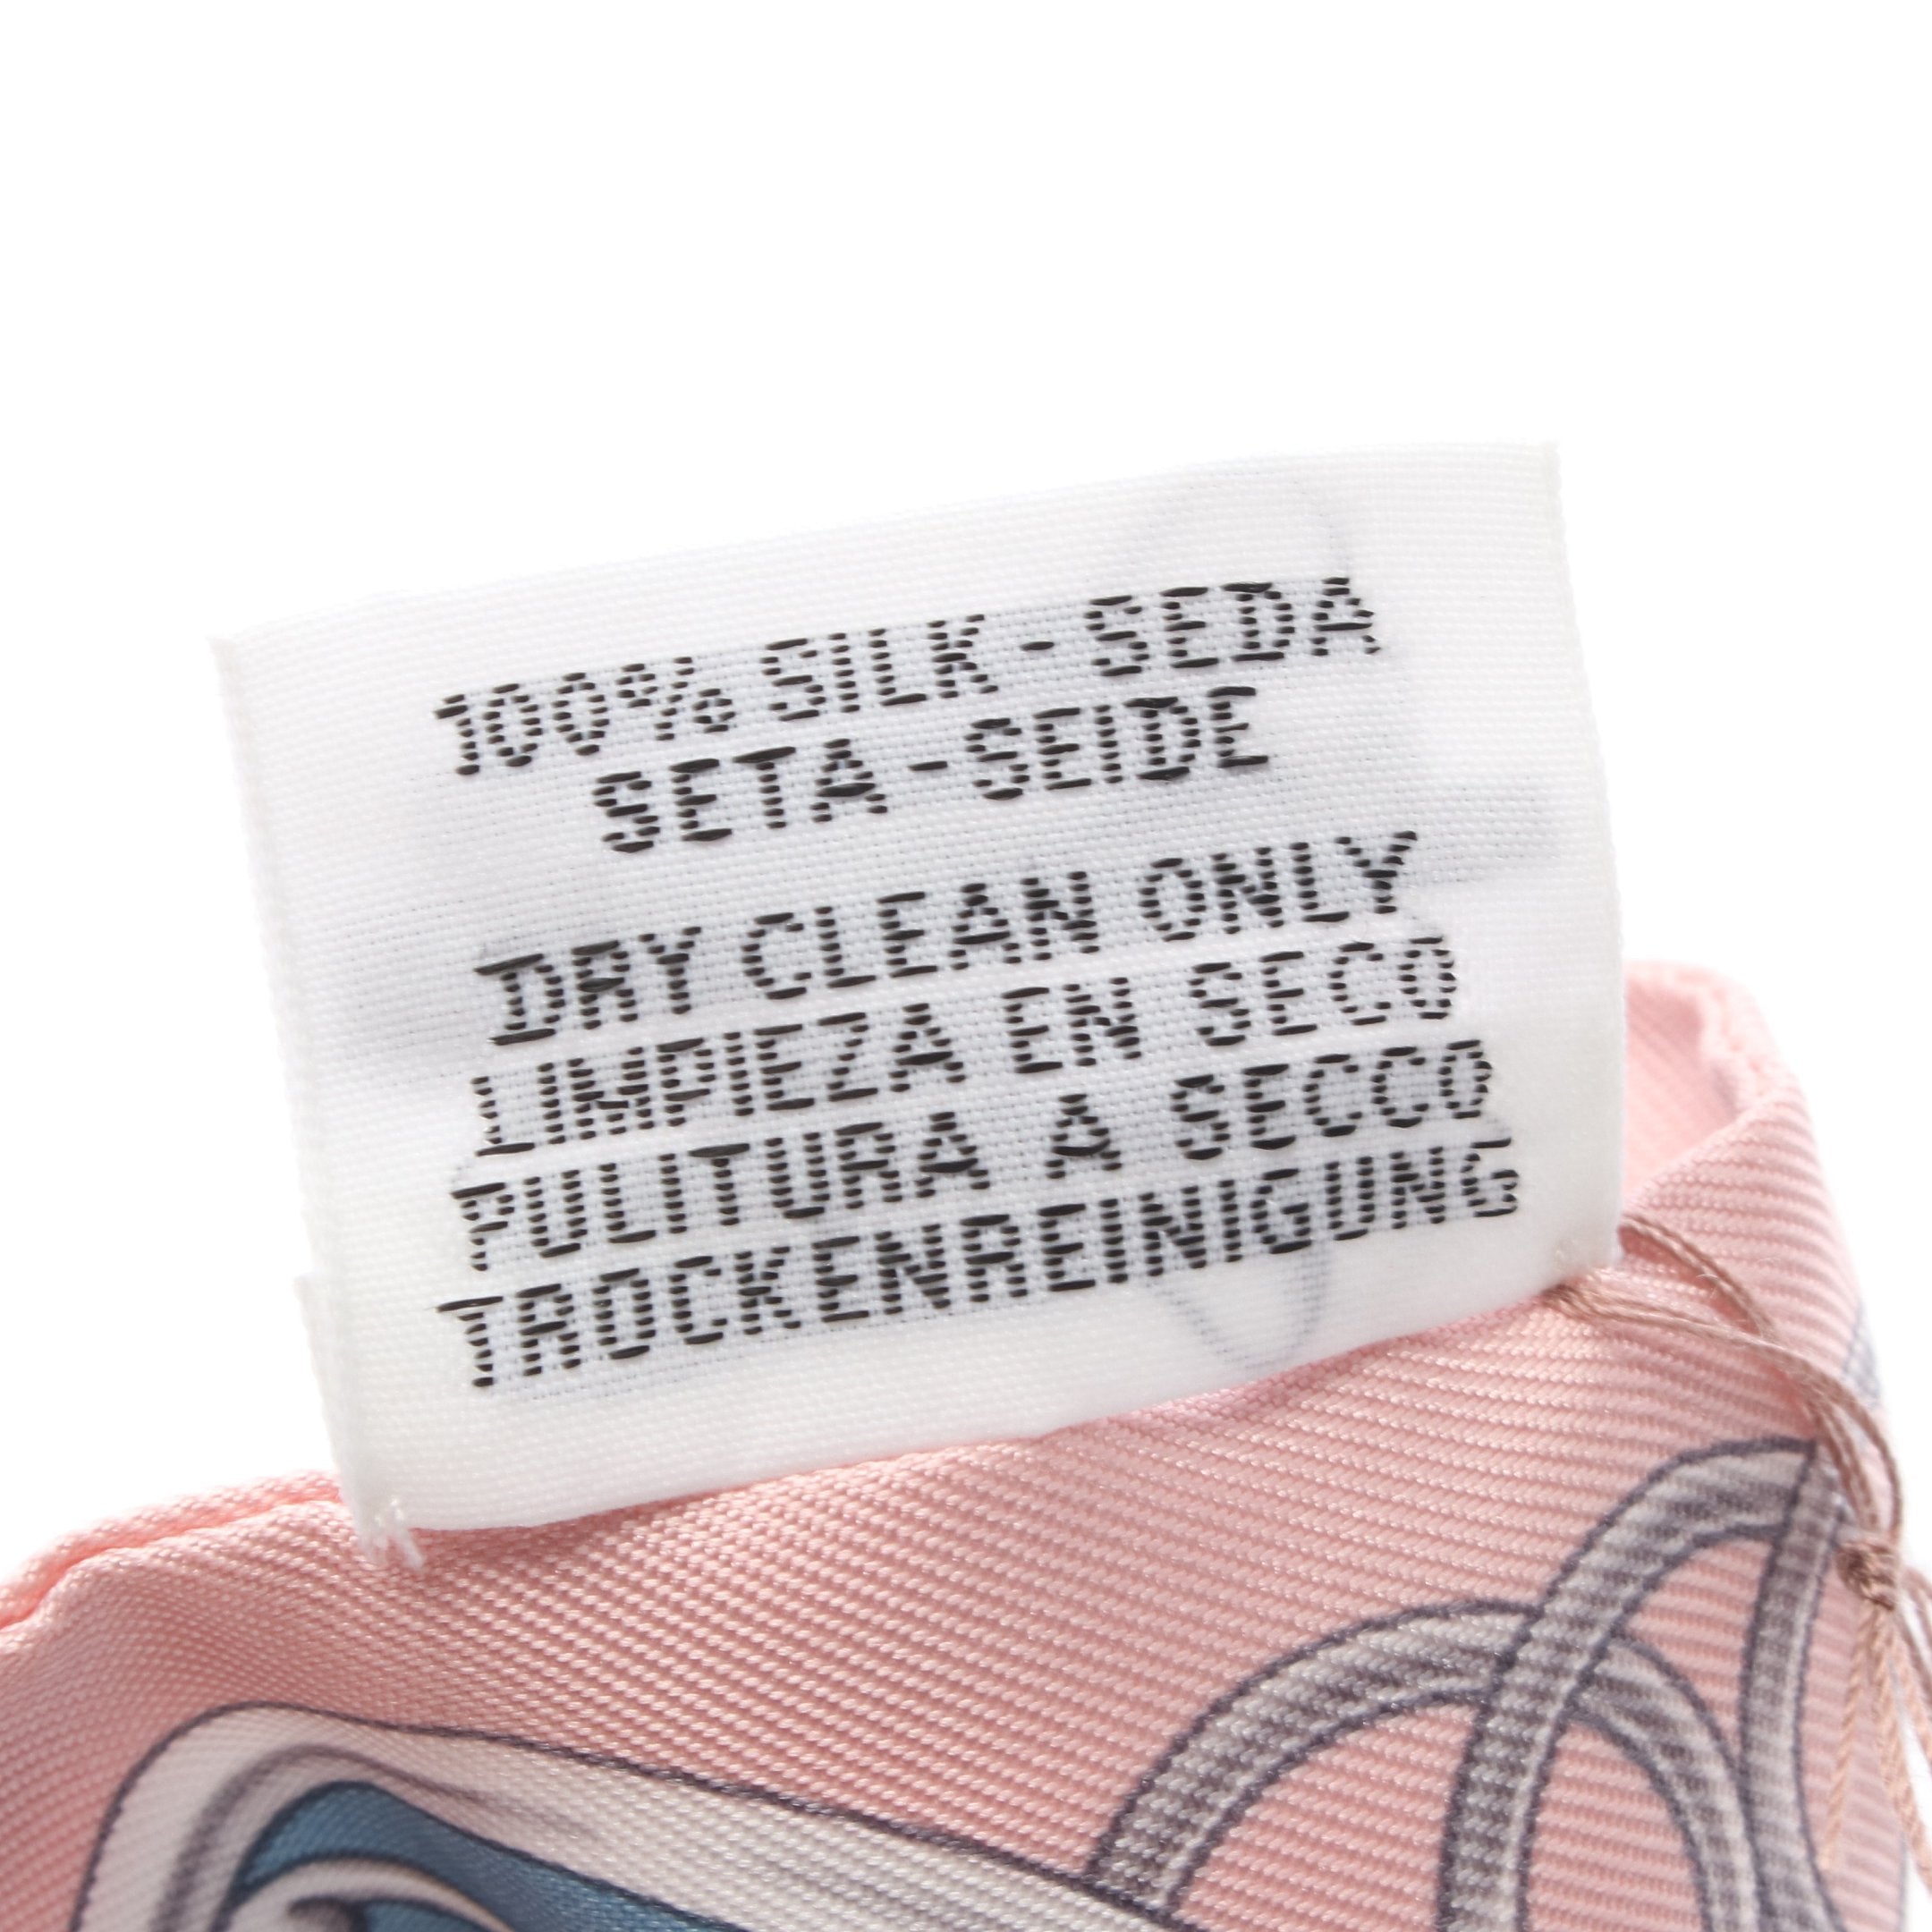 100% SILK - SEDA
SETA - SEIDE
DRY CLEAN ONLY
LIMPIEZA EN SECO
PULITURA A SECCO
TROCKENREINIGUNG